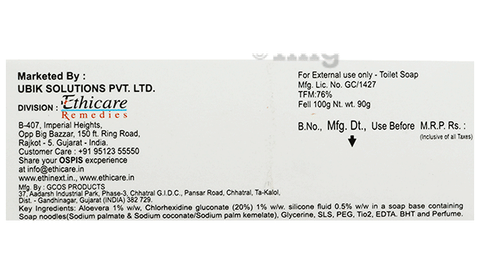 Marketed By :
UBIK SOLUTIONS PVT. LTD.
DIVISION : Ethicare
Remedies
B-407, Imperial Heights,
Opp Big Bazzar, 150 ft. Ring Road,
Rajkot - 5. Gujarat - India.
Customer Care : +91 95123 55550
Share your OSPIS excperience
at info@ethicare.in
www.ethinext.in., www.ethicare.in
Mfg. By : GCOS PRODUCTS
37, Aadarsh Industrial Park, Phase-3, Chhatral G.I.D.C., Pansar Road, Chhatral, Ta-Kalol,
Dist. - Gandhinagar, Gujarat (INDIA) 382 729.
For External use only - Toilet Soap
Mfg. Lic. No. GC/1427
TFM:76%
Fell 100g Nt. wt. 90g
B.No., Mfg. Dt., Use Before M.R.P. Rs :
(Inclusive of all Taxes)
Key Ingredients: Aloevera 1% w/w, Chlorhexidine gluconate (20%) 1% w/w. silicone fluid 0.5% w/w in a soap base containing
Soap noodles(Sodium palmate & Sodium coconate/Sodium palm kemelate), Glycerine, SLS, PEG, Tio2, EDTA. BHT and Perfume.